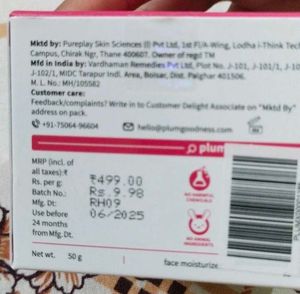 Mktd by: Pureplay Skin Sciences (I) Pvt Ltd, 1st Fl/A-Wing, Lodha i-Think Tech
Campus, Chirak Ngr, Thane 400607. Owner of regd TM
Mfd in India by: Vardhaman Remedies Pvt Ltd, Plot No. J-101, J-101/1, J-10
J-102/1, MIDC Tarapur Indl. Area, Boisar, Dist. Palghar 401506.
M. L. No.: MH/105582
Customer care:
Feedback/complaints? Write in to Customer Delight Associate on "Mktd By"
address on pack.
+91-75064-96604 hello@plumgoodness.com
plum
MRP (incl. of
all taxes):₹ ₹499.00
Rs. per g: Rs.9.98
Batch No.: RH09
Mfg. Dt: 06/2025
Use before
24 months
from Mfg. Dt.
NO HARMFUL
CHEMICALS
NO ANIMAL
INGREDIENTS
Net wt. 50 g
face moisturize